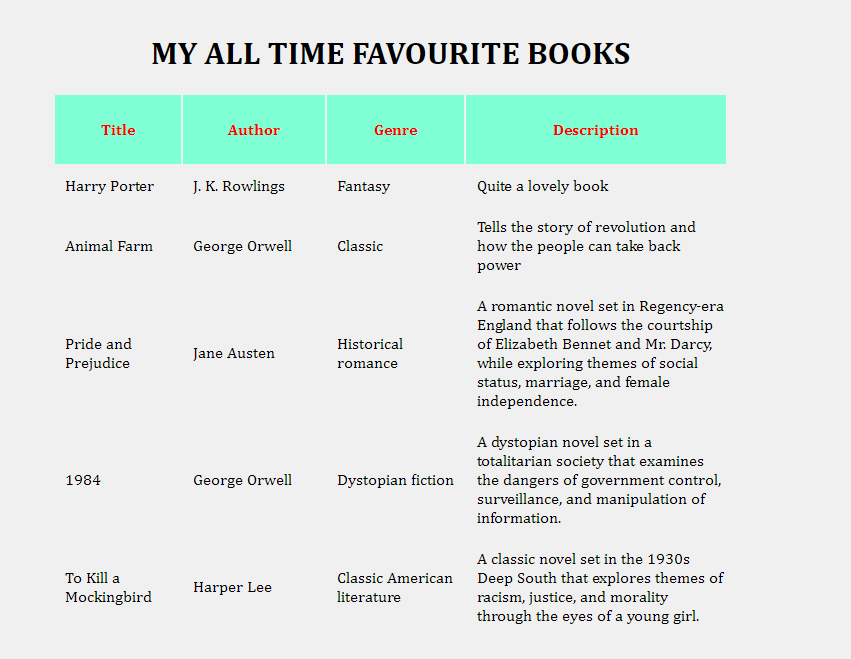 MY ALL TIME FAVOURITE BOOKS
Title Author Genre Description
Harry Porter J. K. Rowlings Fantasy Quite a lovely book
Animal Farm George Orwell Classic Tells the story of revolution and
how the people can take back
power
Pride and
Prejudice
Jane Austen
Historical
romance
A romantic novel set in Regency-era
England that follows the courtship
of Elizabeth Bennet and Mr. Darcy,
while exploring themes of social
status, marriage, and female
independence.
1984
George Orwell
Dystopian fiction
A dystopian novel set in a
totalitarian society that examines
the dangers of government control,
surveillance, and manipulation of
information.
To Kill a
Mockingbird
Harper Lee
Classic American
literature
A classic novel set in the 1930s
Deep South that explores themes of
racism, justice, and morality
through the eyes of a young girl.